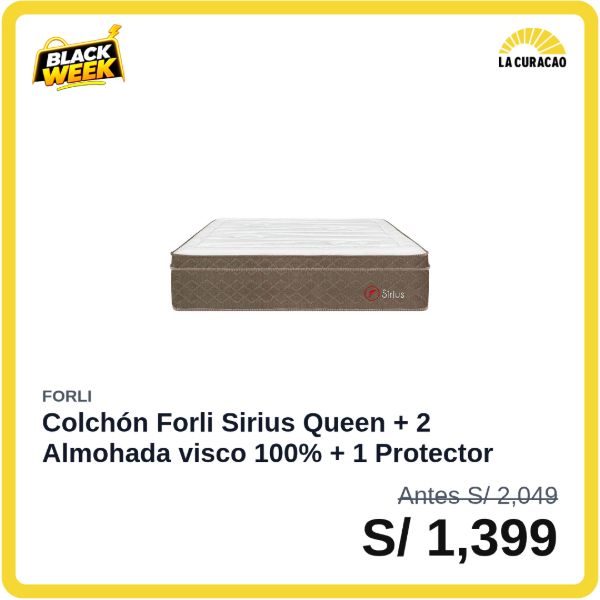 BLACK
WEEK
LA CURACAO
Sirius
FORLI
Colchón Forli Sirius Queen + 2
Almohada visco 100% + 1 Protector
Antes S/ 2,049
S/ 1,399